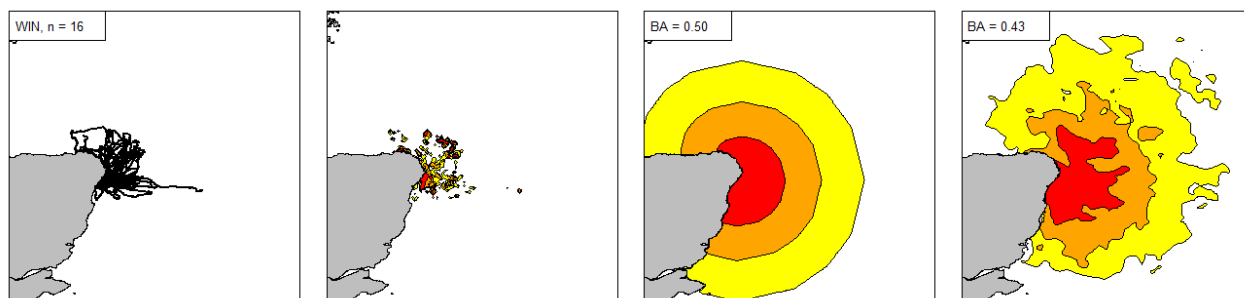 WIN, n = 16
BA = 0.50
BA = 0.43